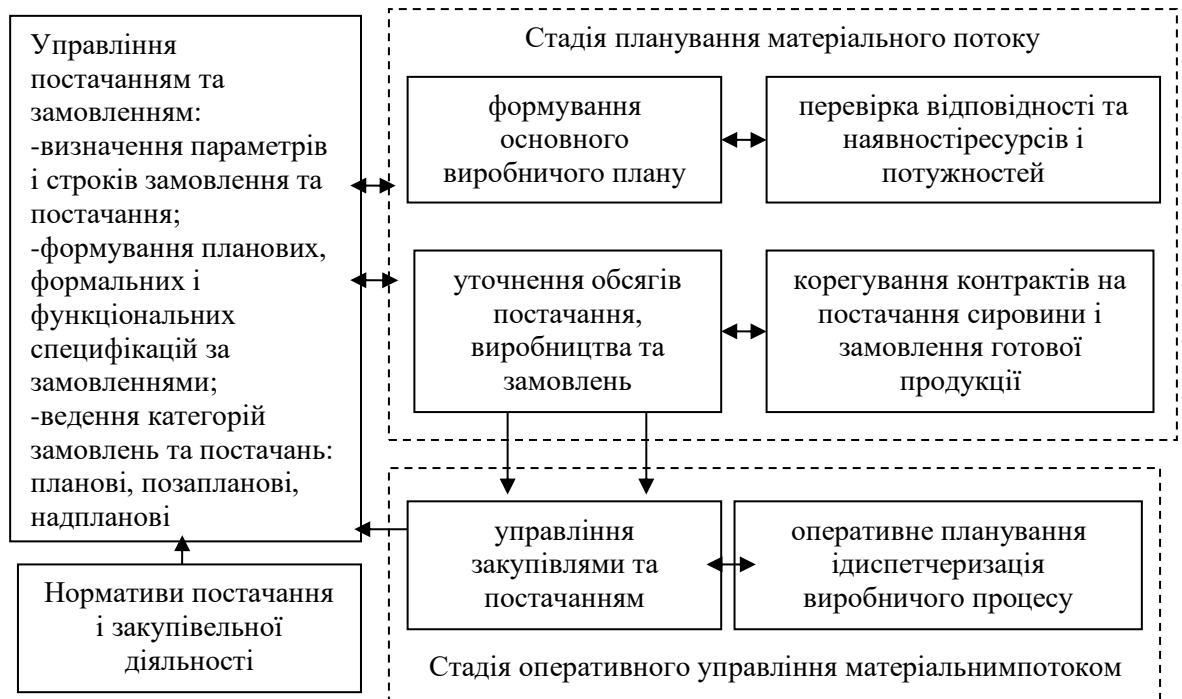 Управління
постачанням та
замовленням:
-визначення параметрів
і строків замовлення та
постачання;
-формування планових,
формальних і
функціональних
специфікацій за
замовленнями;
-ведення категорій
замовлень та постачань:
планові, позапланові,
надпланові
Нормативи постачання
і закупівельної
діяльності
Стадія планування матеріального потоку
формування
основного
виробничого плану
перевірка відповідності та
наявностіресурсів і
потужностей
уточнення обсягів
постачання,
виробництва та
замовлень
корегування контрактів на
постачання сировини і
замовлення готової
продукції
управління
закупівлями та
постачанням
оперативне планування
ідиспетчеризація
виробничого процесу
Стадія оперативного управління матеріальнимпотоком